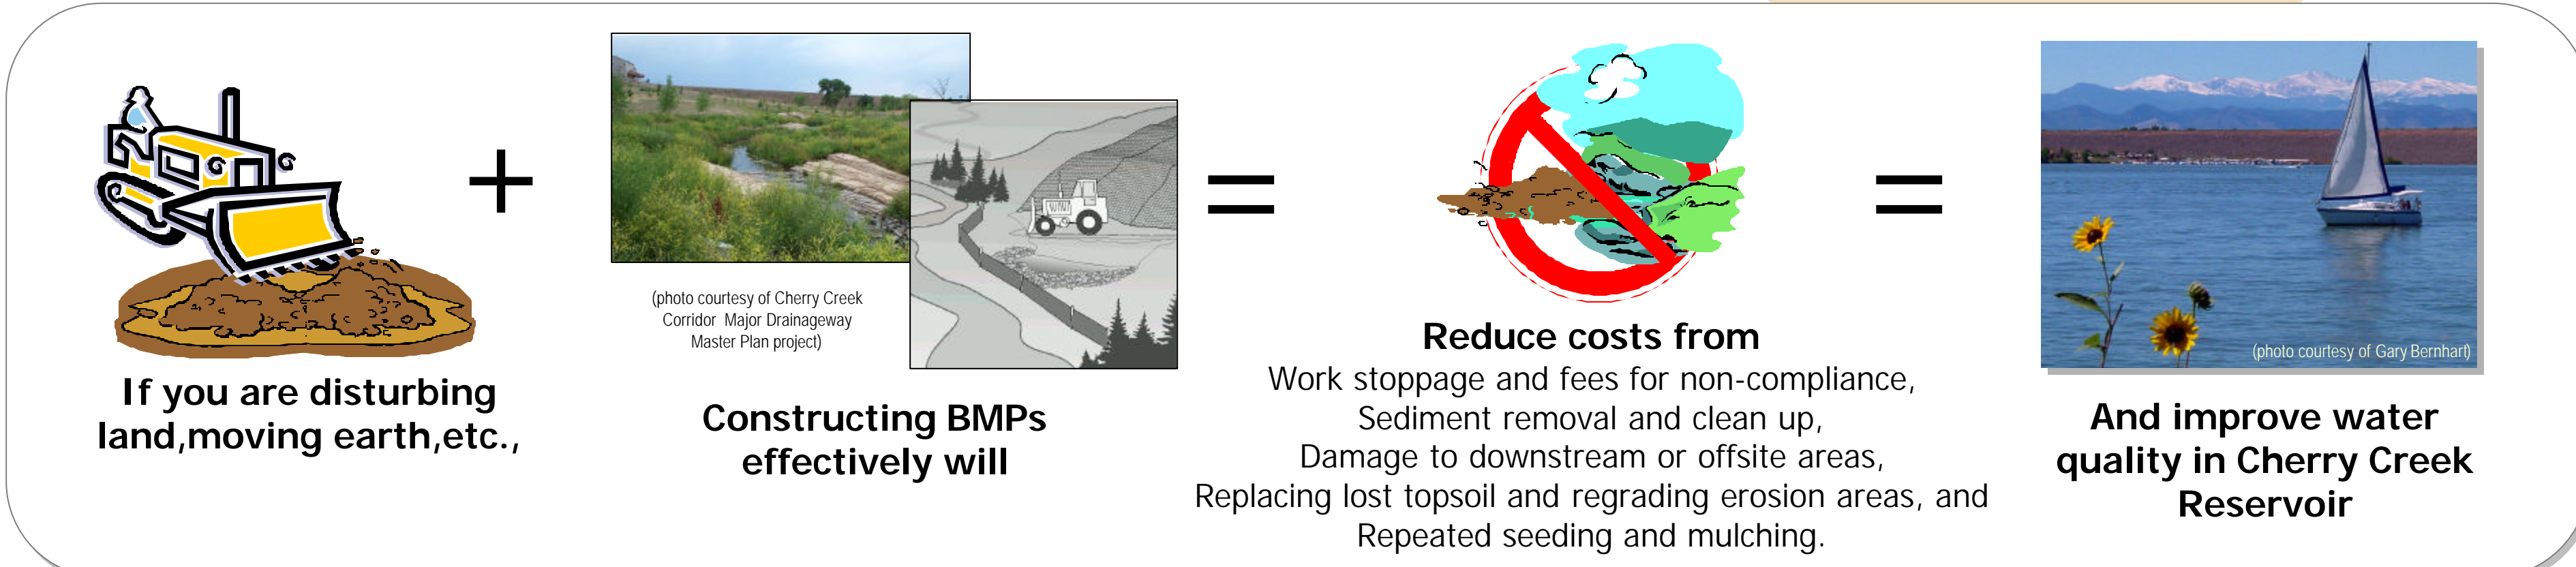 If you are disturbing
land,moving earth,etc.,
+
(photo courtesy of Cherry Creek
Corridor Major Drainageway
Master Plan project)
Constructing BMPs
effectively will
=
Reduce costs from
Work stoppage and fees for non-compliance,
Sediment removal and clean up,
Damage to downstream or offsite areas,
Replacing lost topsoil and regrading erosion areas, and
Repeated seeding and mulching.
=
(photo courtesy of Gary Bernhart)
And improve water
quality in Cherry Creek
Reservoir